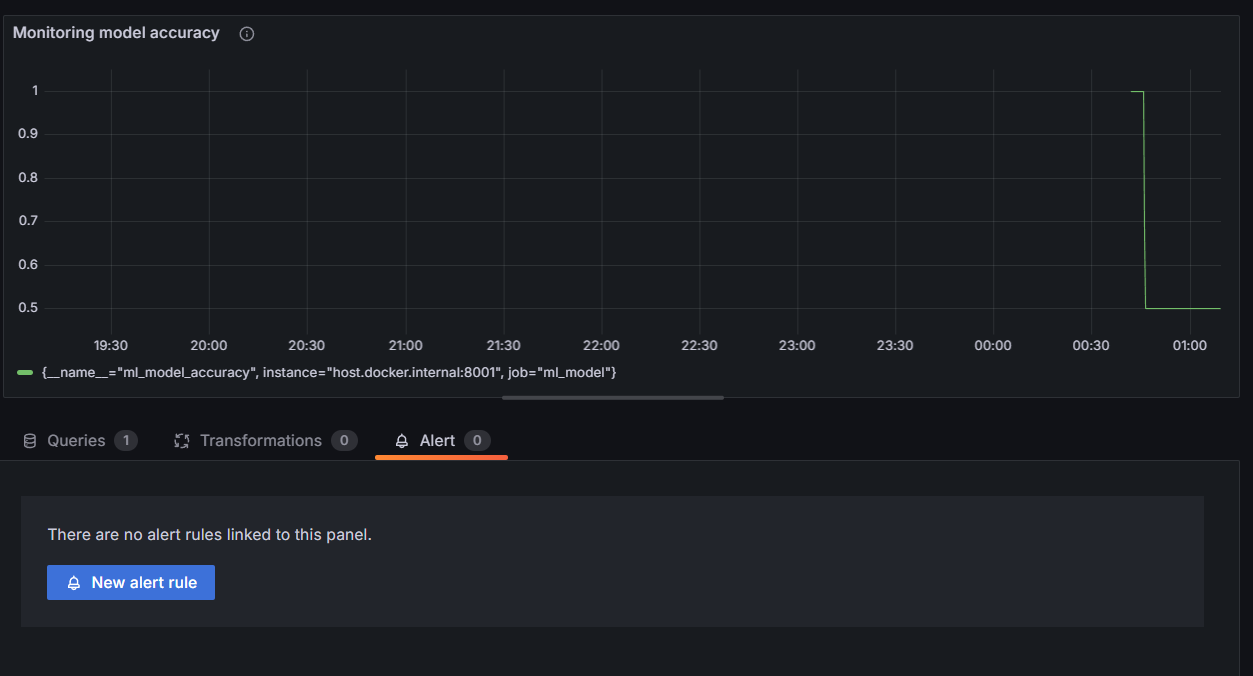 Monitoring model accuracy
1
0.9
0.8
0.7
0.6
0.5
19:30 20:00 20:30 21:00 21:30 22:00 22:30 23:00 23:30 00:00 00:30 01:00
{__name__="ml_model_accuracy", instance="host.docker.internal:8001", job="ml_model"}
Queries 1 Transformations 0 Alert 0
There are no alert rules linked to this panel.
New alert rule